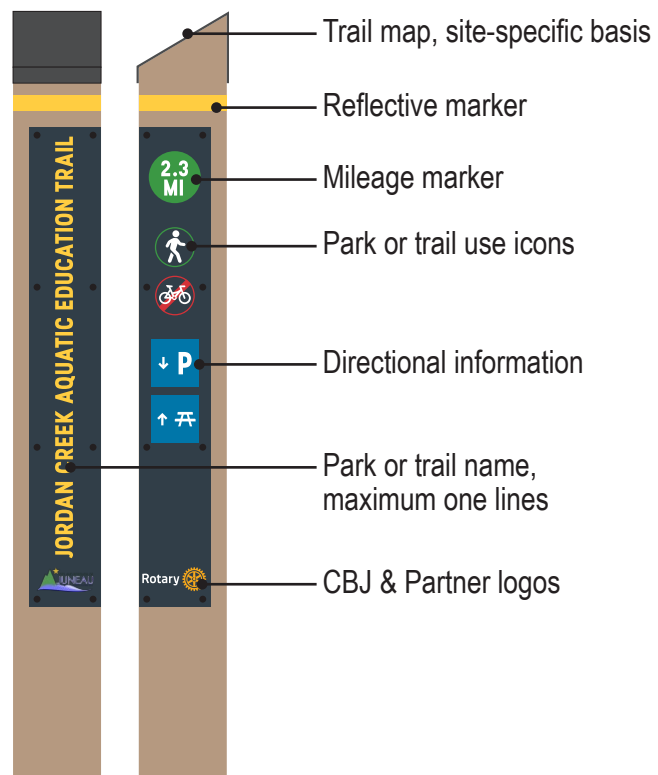 Trail map, site-specific basis
Reflective marker
2.3
MI
Mileage marker
Park or trail use icons
P
Directional information
JORDAN CREEK AQUATIC EDUCATION TRAIL
Park or trail name,
maximum one lines
JUNEAU
Rotary
CBJ & Partner logos